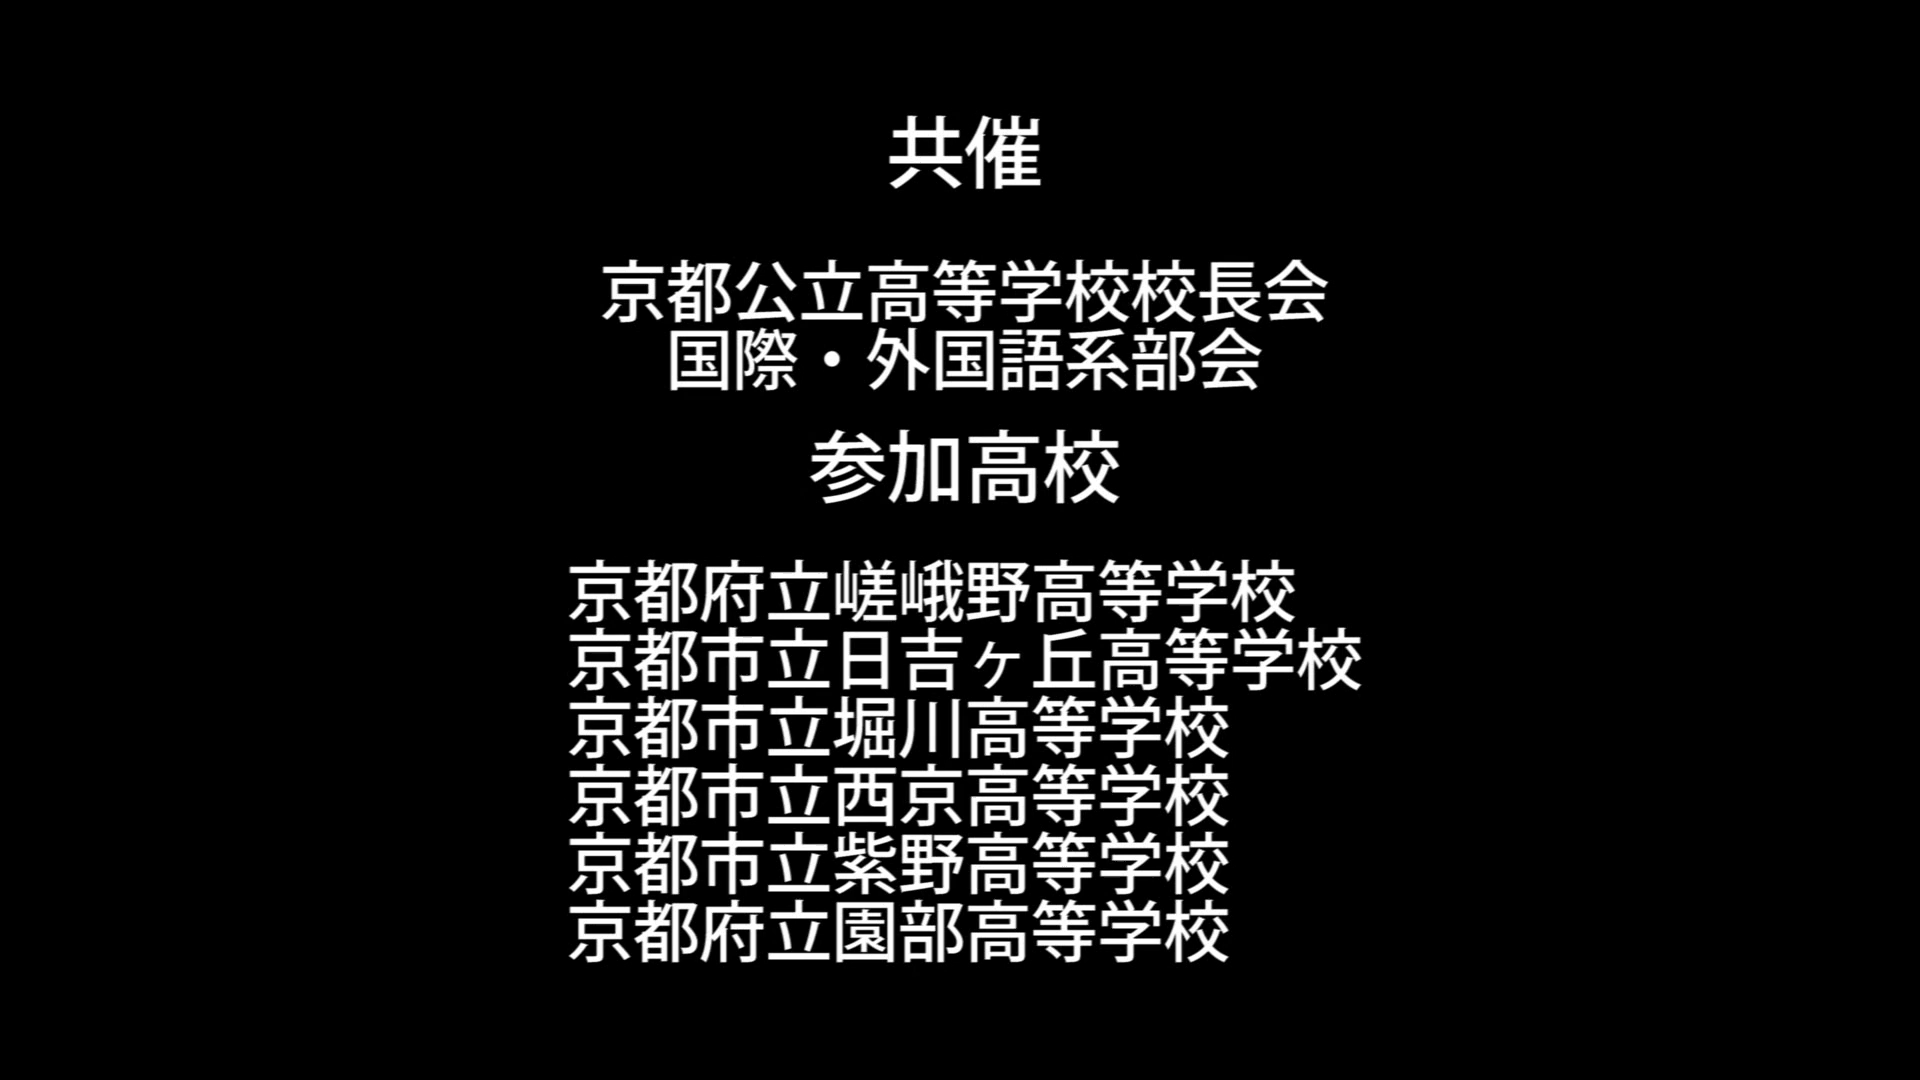 共催
京都公立高等学校校長会
国際・外国語系部会
参加高校
京都府立嵯峨野高等学校
京都市立日吉ヶ丘高等学校
京都市立堀川高等学校
京都市立西京高等学校
京都市立紫野高等学校
京都府立園部高等学校